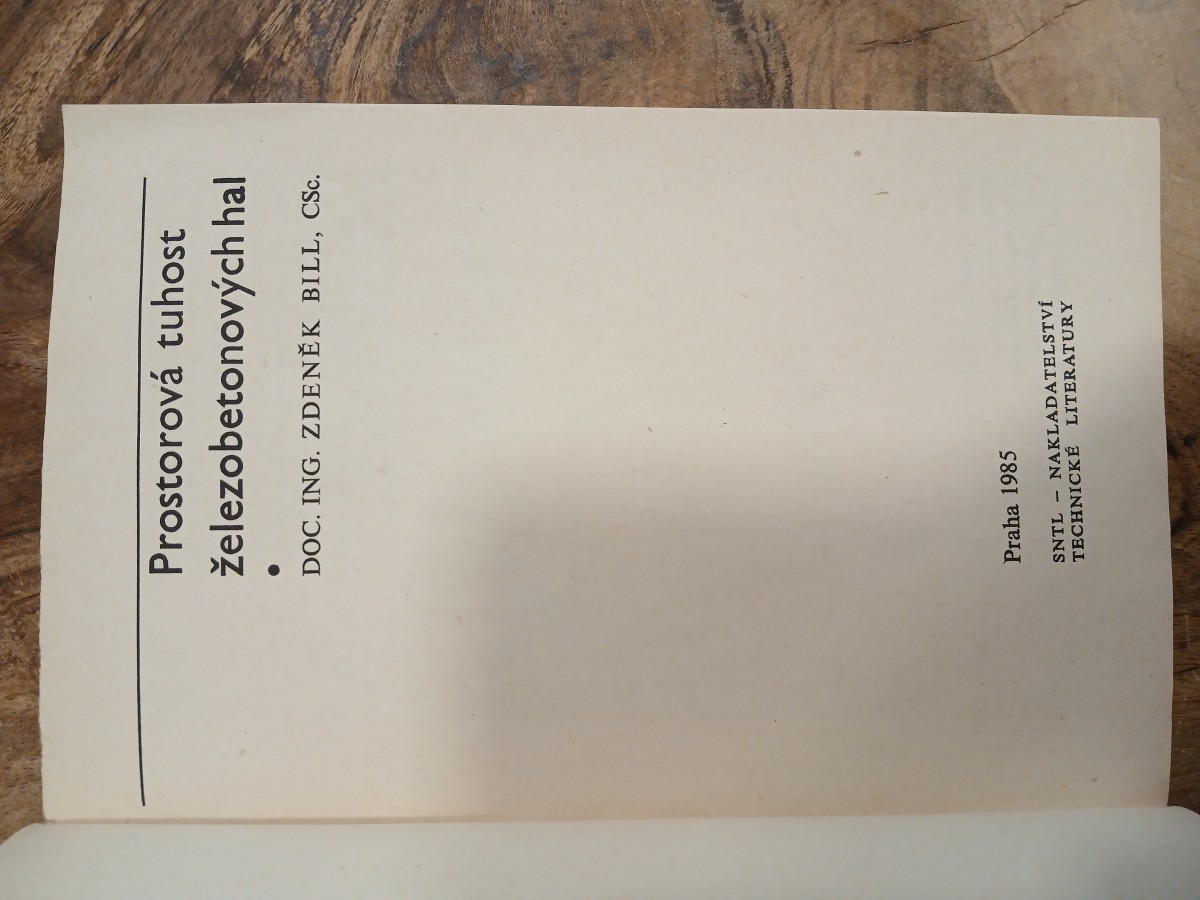 Prostorová tuhost
železobetonových hal
•
DOC. ING. ZDENĚK BILL, CSc.
Praha 1985
SNTL – NAKLADATELSTVÍ
TECHNICKÉ LITERATURY